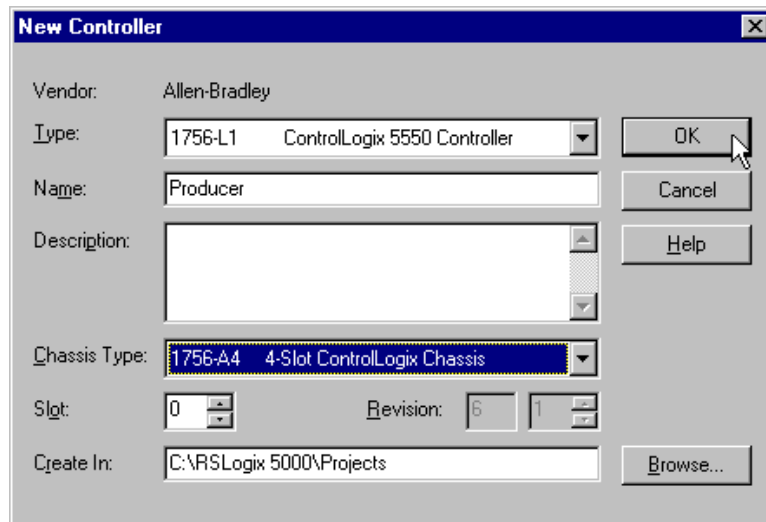 New Controller
Vendor: Allen-Bradley
Type: 1756-L1 ControlLogix 5550 Controller OK
Name: Producer Cancel
Description: Help
Chassis Type: 1756-A4 4-Slot ControlLogix Chassis
Slot: 0 Revision: 6 1
Create In: C:\RSLogix 5000\Projects Browse...